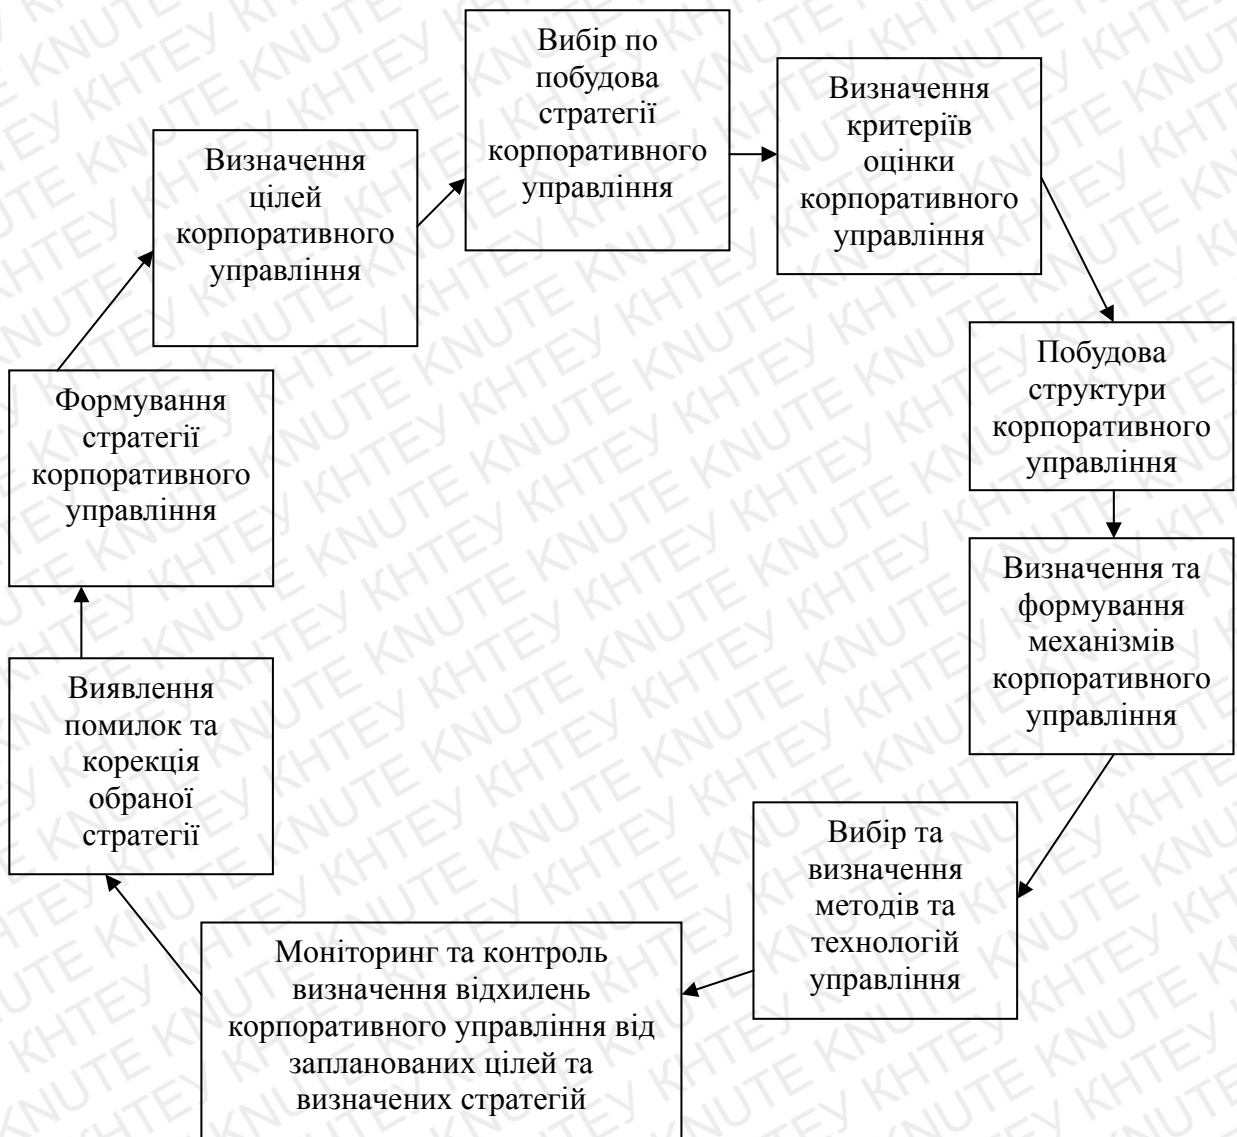 Вибір по
побудова
стратегії
корпоративного
управління
Визначення
критеріїв
оцінки
корпоративного
управління
Визначення
цілей
корпоративного
управління
Побудова
структури
корпоративного
управління
Формування
стратегії
корпоративного
управління
Визначення та
формування
механізмів
корпоративного
управління
Виявлення
помилок та
корекція
обраної
стратегії
Вибір та
визначення
методів та
технологій
управління
Моніторинг та контроль
визначення відхилень
корпоративного управління від
запланованих цілей та
визначених стратегій
KNUTE КНТЕУ